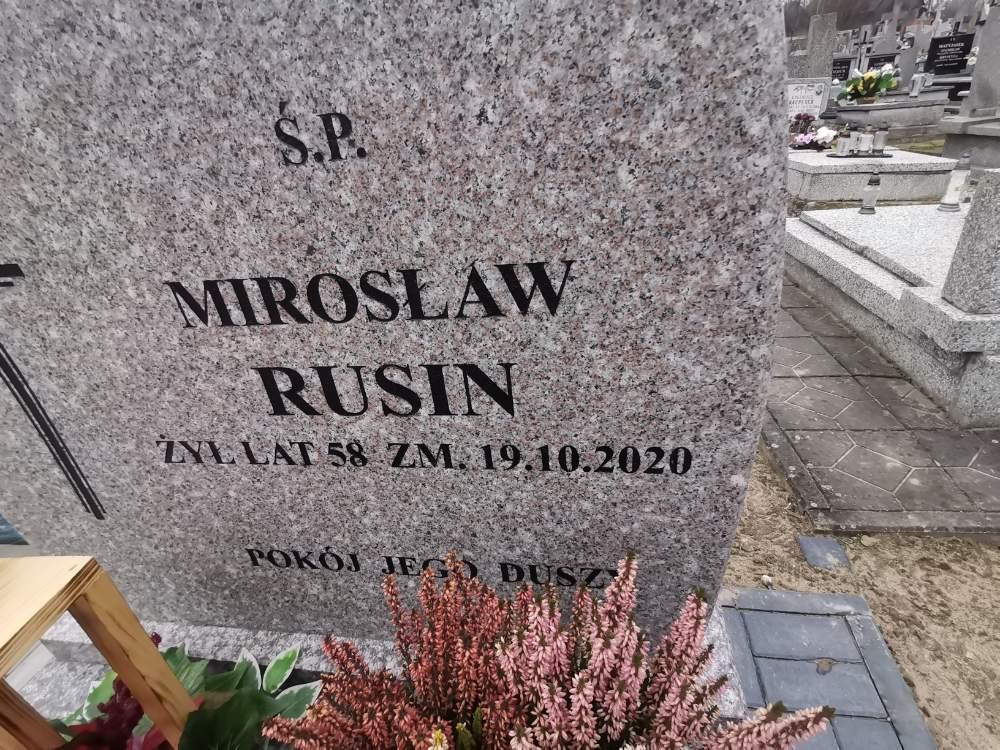 Ś.P.
MIROSŁAW
RUSIN
ŻYŁ LAT 58 ZM. 19.10.2020
POKÓJ JEGO DUSZY